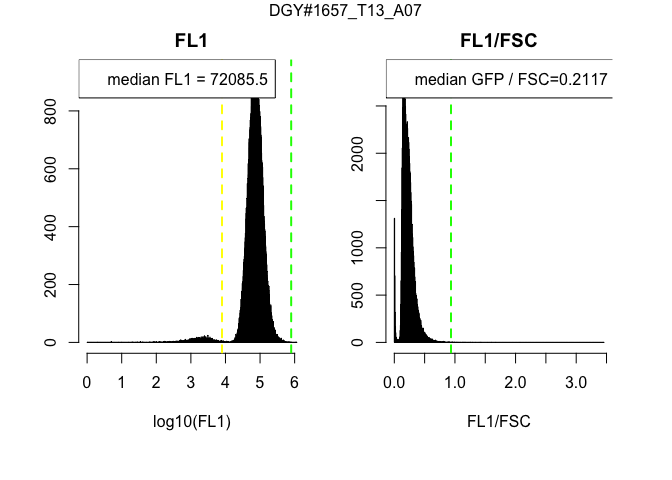 DGY#1657_T13_A07
FL1
median FL1 = 72085.5
0 200 400 600 800
0 1 2 3 4 5 6
log10(FL1)
FL1/FSC
median GFP / FSC=0.2117
0 500 1000 2000
0.0 1.0 2.0 3.0
FL1/FSC